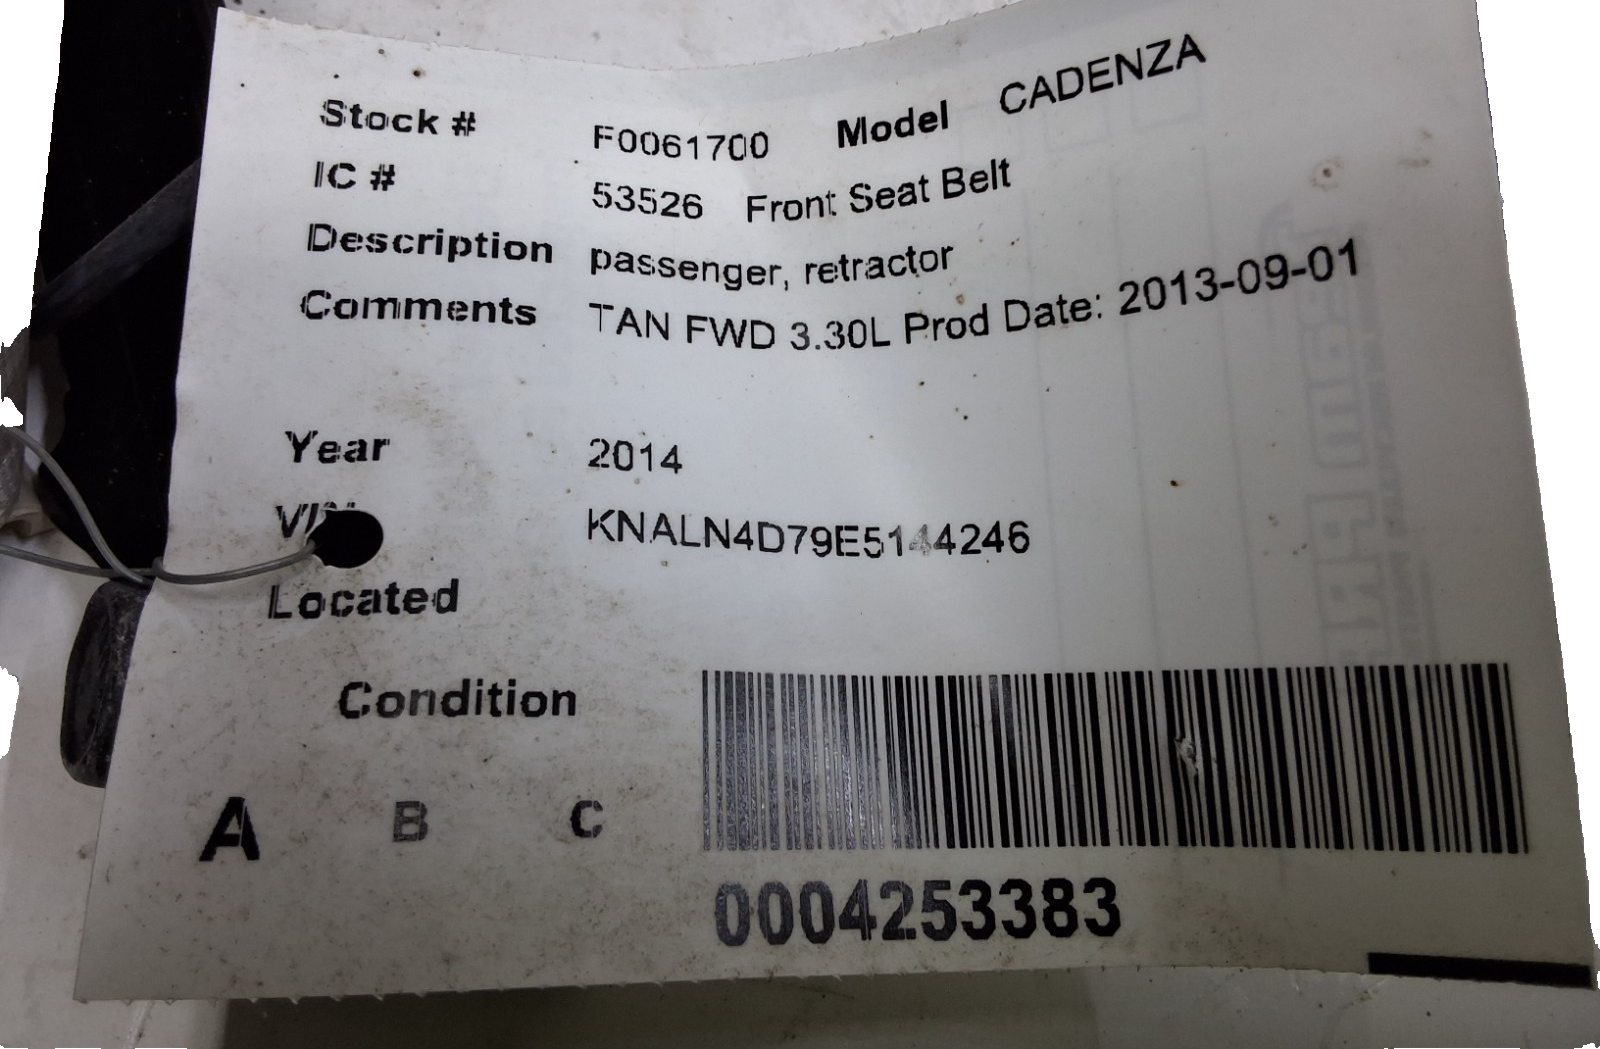 Stock # F0061700 Model CADENZA
IC # 53526 Front Seat Belt
Description passenger, retractor
Comments TAN FWD 3.30L Prod Date: 2013-09-01
Year 2014
VIN KNALN4D79E5144246
Located
Condition
A B C
0004253383